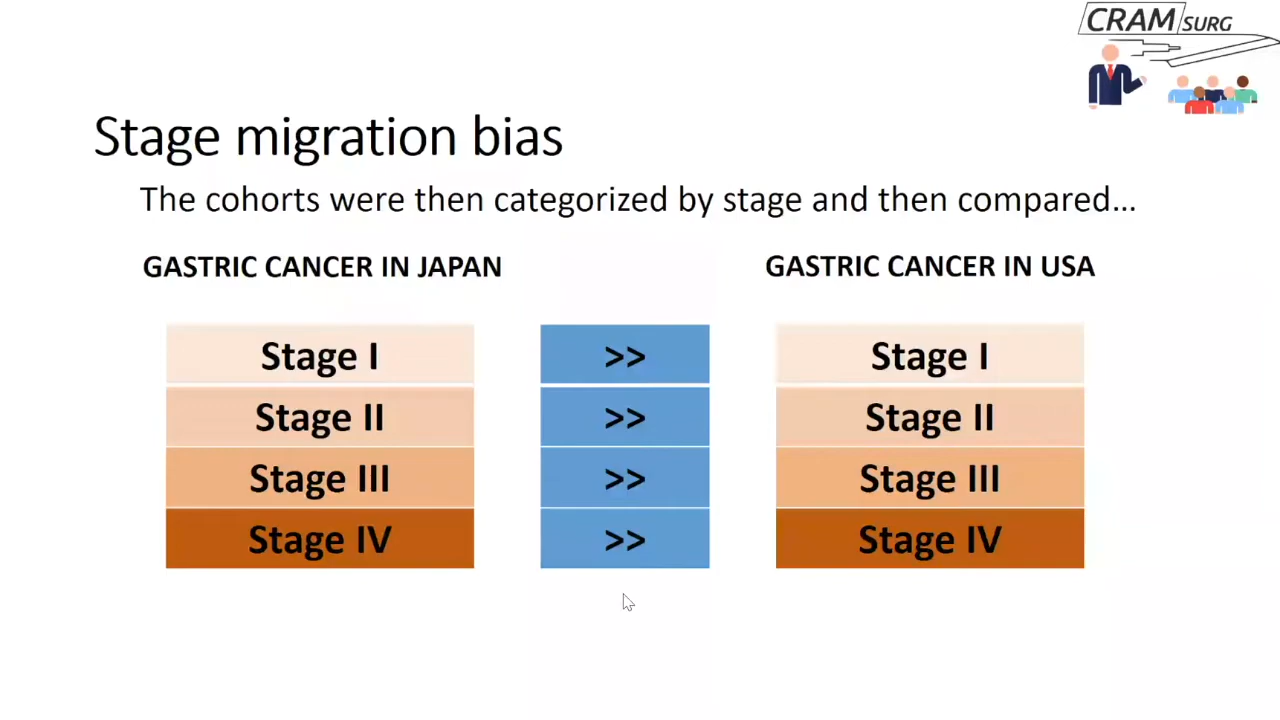 CRAM SURG
Stage migration bias
The cohorts were then categorized by stage and then compared...
GASTRIC CANCER IN JAPAN
GASTRIC CANCER IN USA
Stage I >> Stage I
Stage II >> Stage II
Stage III >> Stage III
Stage IV >> Stage IV